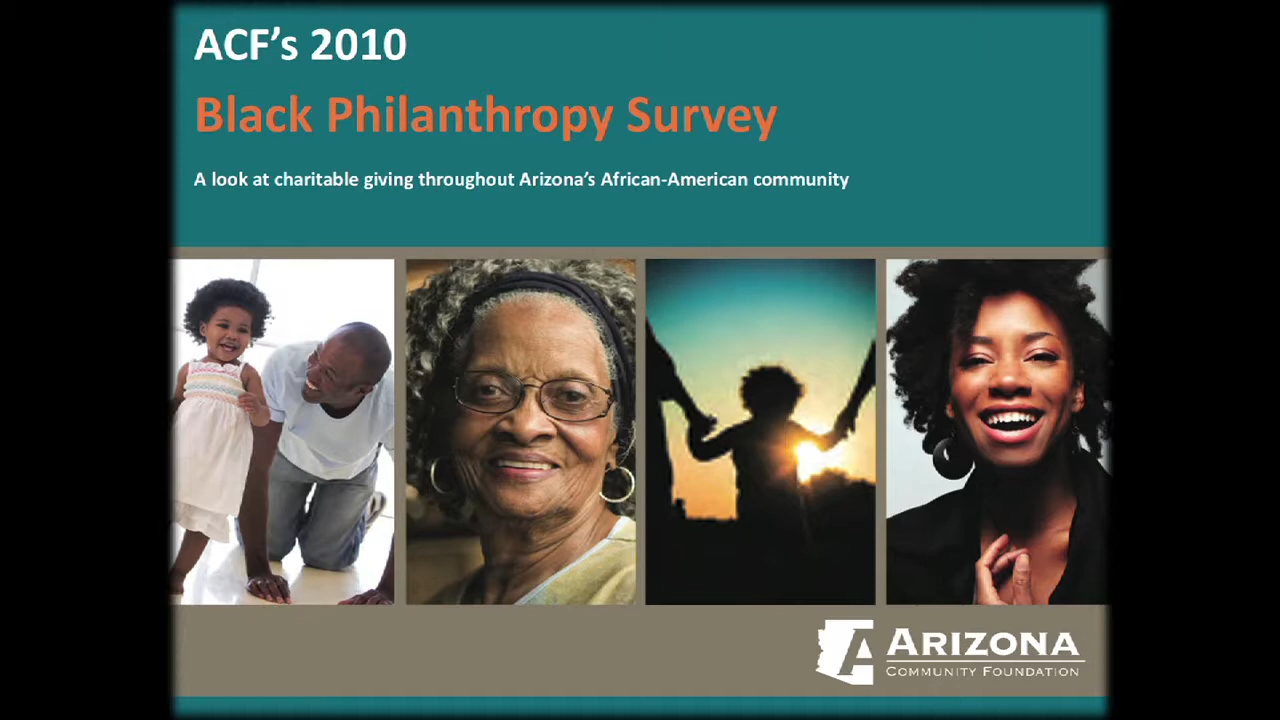 ACF's 2010
Black Philanthropy Survey
A look at charitable giving throughout Arizona's African-American community
ARIZONA
COMMUNITY FOUNDATION